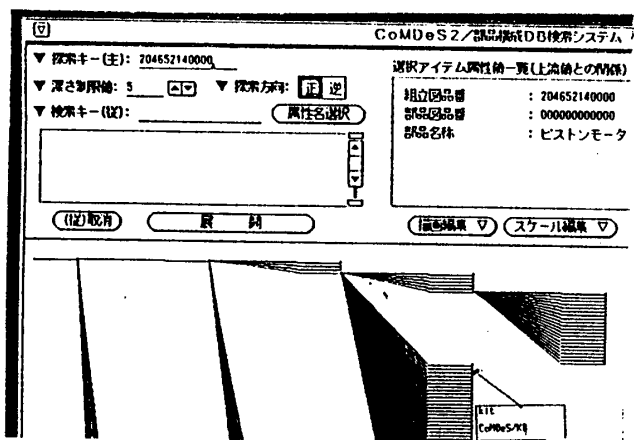 CoMDeS2/部品構成DB検索システム
▼ 探索キー(主): 204652140000
▼ 深さ制限値: 5 ▼ 探索方向: 正 逆
▼ 検索キー(従): 属性名選択
(従)取消 展 開
選択アイテム属性値一覧(上流値との関係)
組立図品番 : 204652140000
部品図品番 : 000000000000
部品名称 : ピストンモータ
描画編集 ▽ スケール編集 ▽
kit
CoMDeS/KB